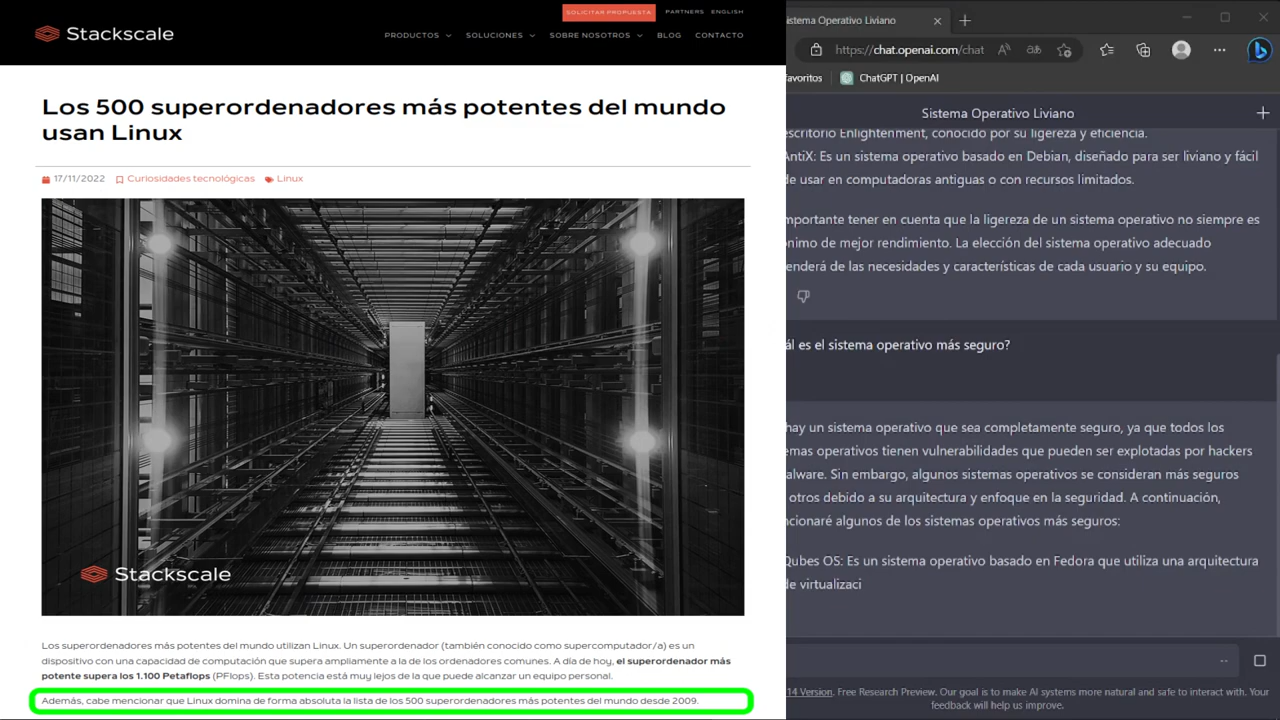 SOLICITAR PROPUESTA PARTNERS ENGLISH
Stackscale
PRODUCTOS SOLUCIONES SOBRE NOSOTROS BLOG CONTACTO
Los 500 superordenadores más potentes del mundo
usan Linux
17/11/2022 Curiosidades tecnológicas Linux
Stackscale
Los superordenadores más potentes del mundo utilizan Linux. Un superordenador (también conocido como supercomputador/a) es un
dispositivo con una capacidad de computación que supera ampliamente a la de los ordenadores comunes. A día de hoy, el superordenador más
potente supera los 1.100 Petaflops (PFlops). Esta potencia está muy lejos de la que puede alcanzar un equipo personal.
Además, cabe mencionar que Linux domina de forma absoluta la lista de los 500 superordenadores más potentes del mundo desde 2009.
istema Operativo Liviano
https://chat.openai.com/chat
favoritos ChatGPT | OpenAI
Sistema Operativo Liviano
escritorio Enlightenment, conocido por su ligereza y eficiencia.
AntiX: Es un sistema operativo basado en Debian, diseñado para ser liviano y fácil
de usar en computadoras antiguas o con recursos limitados.
mportante tener en cuenta que la ligereza de un sistema operativo no siempre es
ónimo de mejor rendimiento. La elección del sistema operativo adecuado
enderá de las necesidades y características de cada usuario y su equipo.
ál es el sistema operativo más seguro?
hay un sistema operativo que sea completamente seguro, ya que todos los
emas operativos tienen vulnerabilidades que pueden ser explotadas por hackers
alware. Sin embargo, algunos sistemas operativos se consideran más seguros
otros debido a su arquitectura y enfoque en la seguridad. A continuación,
ncionaré algunos de los sistemas operativos más seguros:
Qubes OS: Es un sistema operativo basado en Fedora que utiliza una arquitectura
de virtualizaci
14 Version. Free Research Preview. Our goal is to make AI systems more natural and safe to interact with. Your
feedback will help us improve.